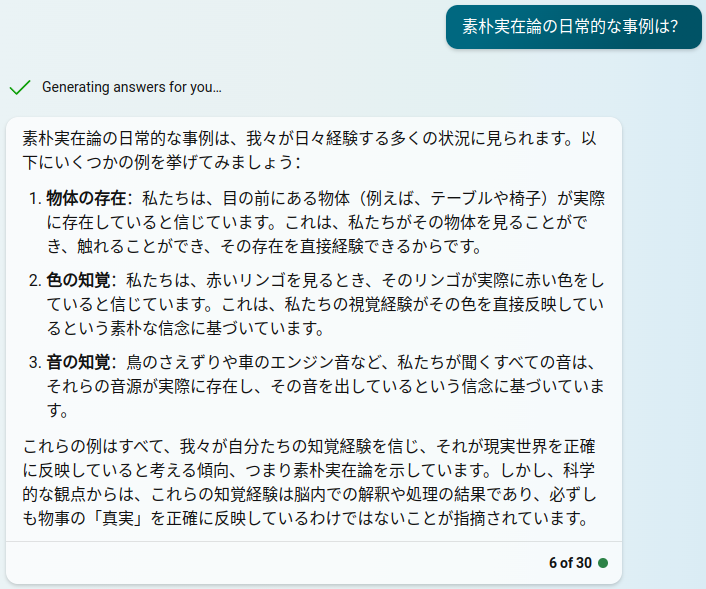 素朴実在論の日常的な事例は?
Generating answers for you…
素朴実在論の日常的な事例は、我々が日々経験する多くの状況に見られます。以
下にいくつかの例を挙げてみましょう：
1. 物体の存在：私たちは、目の前にある物体（例えば、テーブルや椅子）が実際
に存在していると信じています。これは、私たちがその物体を見ることがで
き、触れることができ、その存在を直接経験できるからです。
2. 色の知覚：私たちは、赤いリンゴを見るとき、そのリンゴが実際に赤い色をし
ていると信じています。これは、私たちの視覚経験がその色を直接反映してい
るという素朴な信念に基づいています。
3. 音の知覚：鳥のさえずりや車のエンジン音など、私たちが聞くすべての音は、
それらの音源が実際に存在し、その音を出しているという信念に基づいていま
す。
これらの例はすべて、我々が自分たちの知覚経験を信じ、それが現実世界を正確
に反映していると考える傾向、つまり素朴実在論を示しています。しかし、科学
的な観点からは、これらの知覚経験は脳内での解釈や処理の結果であり、必ずし
も物事の「真実」を正確に反映しているわけではないことが指摘されています。
6 of 30